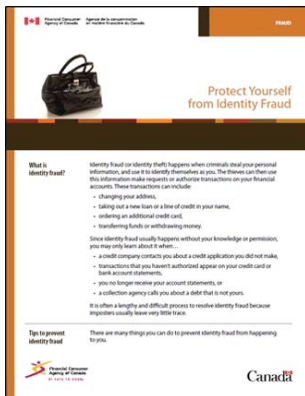 Financial Consumer Agency of Canada
Agence de la consommation en matière financière du Canada
FRAUD
Protect Yourself
from Identity Fraud
What is
identity fraud?
Identity fraud (or identity theft) happens when criminals steal your personal
information, and use it to identify themselves as you. The thieves can then use
this information make requests or authorize transactions on your financial
accounts. These transactions can include:
- changing your address,
- taking out a new loan or a line of credit in your name,
- ordering an additional credit card,
- transferring funds or withdrawing money.
Since identity fraud usually happens without your knowledge or permission,
you may only learn about it when…
- a credit company contacts you about a credit application you did not make,
- transactions that you haven't authorized appear on your credit card or
bank account statements,
- you no longer receive your account statements, or
- a collection agency calls you about a debt that is not yours.
It is often a lengthy and difficult process to resolve identity fraud because
imposters usually leave very little trace.
Tips to prevent
identity fraud
There are many things you can do to prevent identity fraud from happening
to you.
Financial Consumer
Agency of Canada
Canada